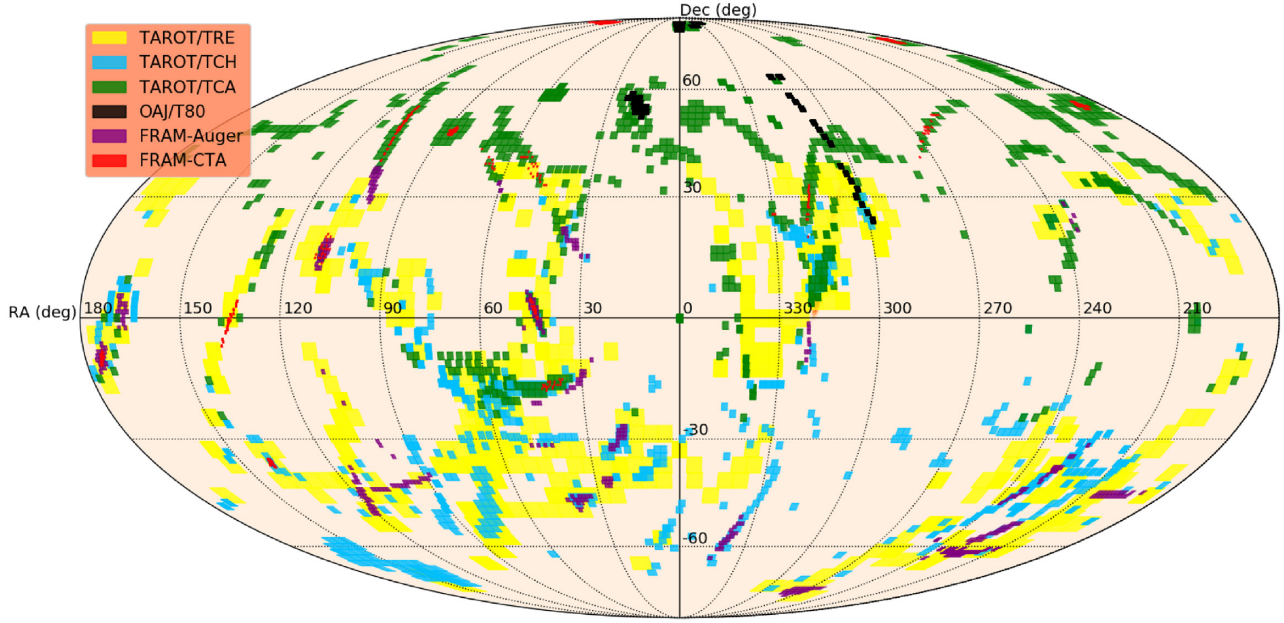 Dec (deg)
TAROT/TRE
TAROT/TCH
TAROT/TCA
OAJ/T80
FRAM-Auger
FRAM-CTA
60
30
RA (deg)
180
150
120
90
60
30
0
330
300
270
240
210
-30
-60